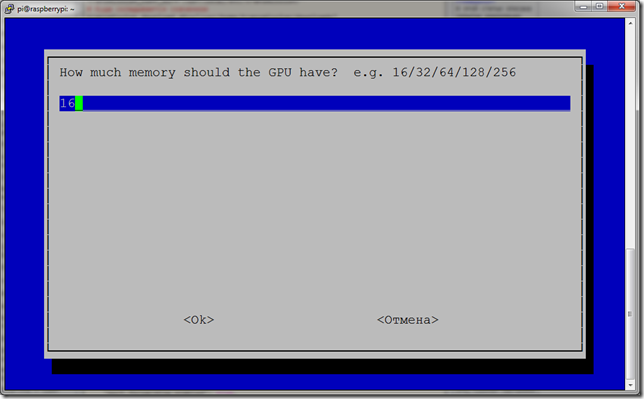 pi@raspberrypi: ~
How much memory should the GPU have?  e.g. 16/32/64/128/256
16
<Ok>
<Отмена>